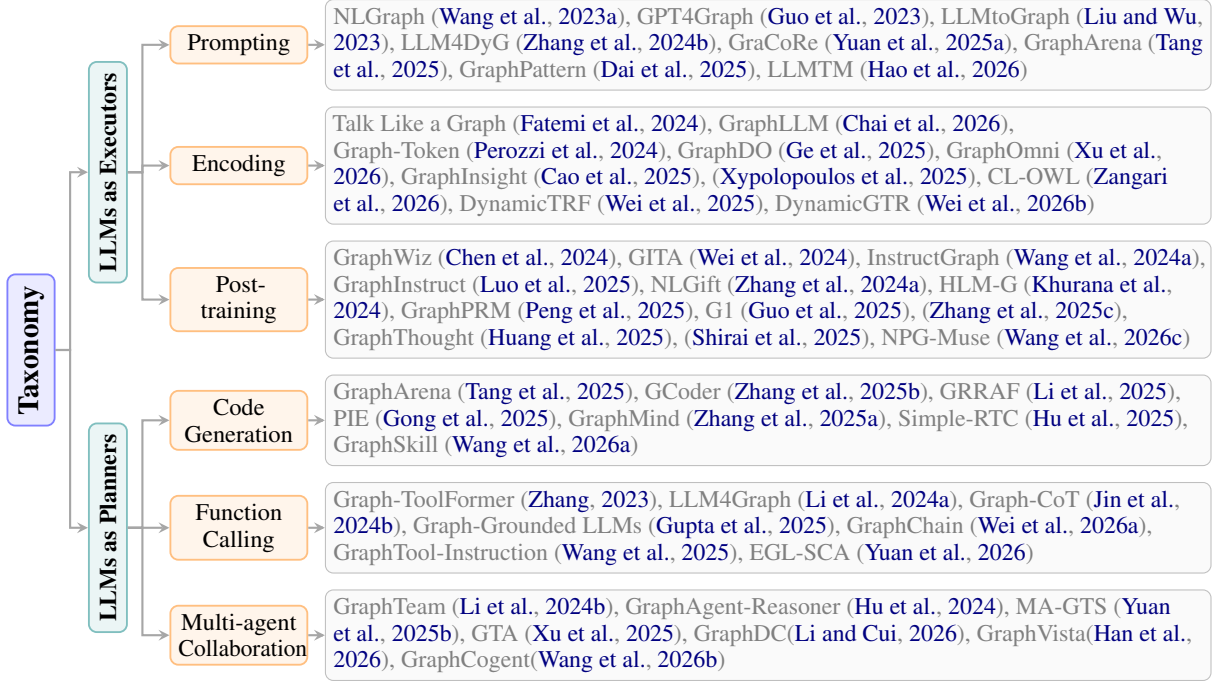 Taxonomy
LLMs as Executors
Prompting
NLGraph (Wang et al., 2023a), GPT4Graph (Guo et al., 2023), LLMtoGraph (Liu and Wu,
2023), LLM4DyG (Zhang et al., 2024b), GraCoRe (Yuan et al., 2025a), GraphArena (Tang
et al., 2025), GraphPattern (Dai et al., 2025), LLMTM (Hao et al., 2026)
Encoding
Talk Like a Graph (Fatemi et al., 2024), GraphLLM (Chai et al., 2026),
Graph-Token (Perozzi et al., 2024), GraphDO (Ge et al., 2025), GraphOmni (Xu et al.,
2026), GraphInsight (Cao et al., 2025), (Xypolopoulos et al., 2025), CL-OWL (Zangari
et al., 2026), DynamicTRF (Wei et al., 2025), DynamicGTR (Wei et al., 2026b)
Post-
training
GraphWiz (Chen et al., 2024), GITA (Wei et al., 2024), InstructGraph (Wang et al., 2024a),
GraphInstruct (Luo et al., 2025), NLGift (Zhang et al., 2024a), HLM-G (Khurana et al.,
2024), GraphPRM (Peng et al., 2025), G1 (Guo et al., 2025), (Zhang et al., 2025c),
GraphThought (Huang et al., 2025), (Shirai et al., 2025), NPG-Muse (Wang et al., 2026c)
LLMs as Planners
Code
Generation
GraphArena (Tang et al., 2025), GCoder (Zhang et al., 2025b), GRRAF (Li et al., 2025),
PIE (Gong et al., 2025), GraphMind (Zhang et al., 2025a), Simple-RTC (Hu et al., 2025),
GraphSkill (Wang et al., 2026a)
Function
Calling
Graph-ToolFormer (Zhang, 2023), LLM4Graph (Li et al., 2024a), Graph-CoT (Jin et al.,
2024b), Graph-Grounded LLMs (Gupta et al., 2025), GraphChain (Wei et al., 2026a),
GraphTool-Instruction (Wang et al., 2025), EGL-SCA (Yuan et al., 2026)
Multi-agent
Collaboration
GraphTeam (Li et al., 2024b), GraphAgent-Reasoner (Hu et al., 2024), MA-GTS (Yuan
et al., 2025b), GTA (Xu et al., 2025), GraphDC(Li and Cui, 2026), GraphVista(Han et al.,
2026), GraphCogent(Wang et al., 2026b)